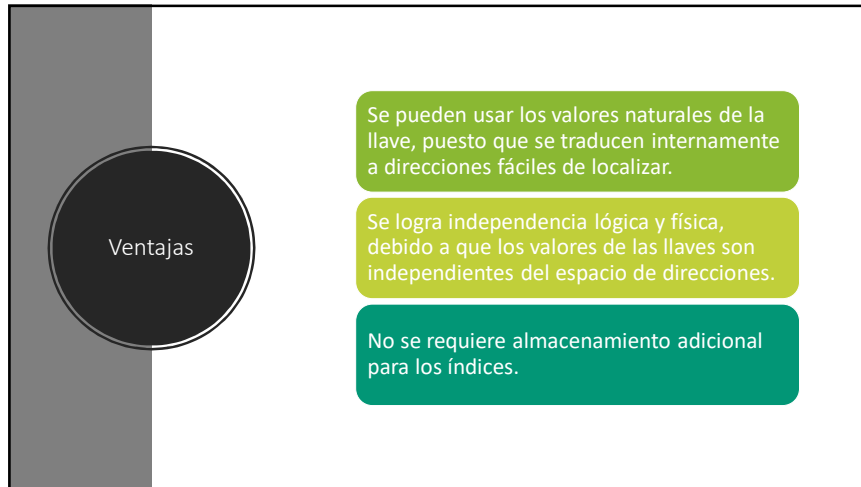 Ventajas
Se pueden usar los valores naturales de la
llave, puesto que se traducen internamente
a direcciones fáciles de localizar.
Se logra independencia lógica y física,
debido a que los valores de las llaves son
independientes del espacio de direcciones.
No se requiere almacenamiento adicional
para los índices.